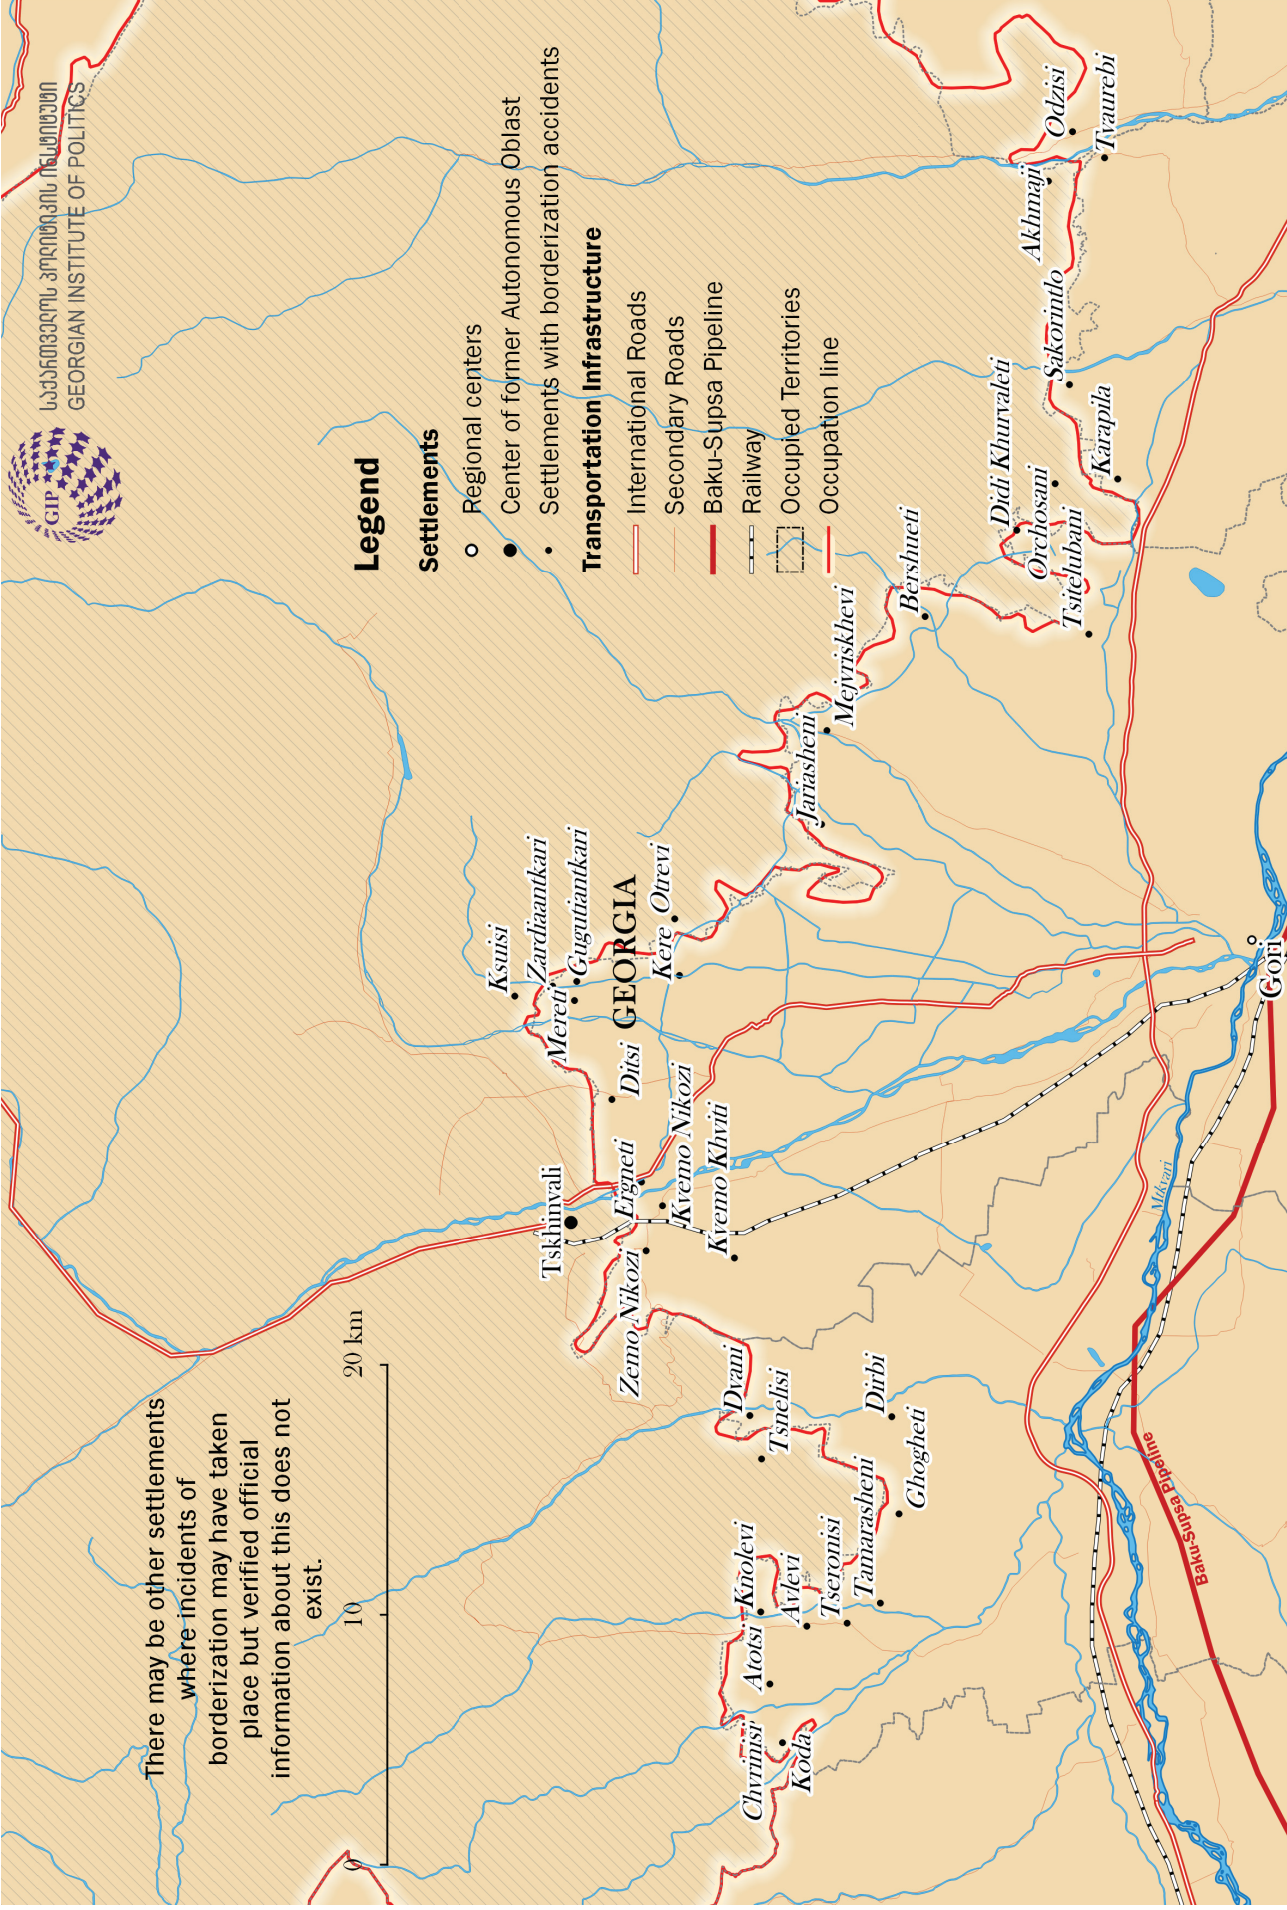 საქართველოს პოლიტიკის ინსტიტუტი
GEORGIAN INSTITUTE OF POLITICS
GIP
There may be other settlements
where incidents of
borderization may have taken
place but verified official
information about this does not
exist.
0
10
20 km
Legend
Settlements
Regional centers
Center of former Autonomous Oblast
Settlements with borderization accidents
Transportation Infrastructure
International Roads
Secondary Roads
Baku-Supsa Pipeline
Railway
Occupied Territories
Occupation line
Chvrinisi
Koda
Atotsi
Knolevi
Avlevi
Tseronisi
Tamarasheni
Ghogheti
Dirbi
Tsnelisi
Dvani
Zemo Nikozi
Tskhinvali
Ergneti
Kvemo Nikozi
Kvemo Khviti
Ditsi
GEORGIA
Mereti
Ksuisi
Zardiaantkari
Gugutiantkari
Kere
Otrevi
Jariasheni
Mejvriskhevi
Bershueti
Tsitelubani
Orchosani
Didi Khurvaleti
Karapila
Sakorintlo
Akhmaji
Odzisi
Tvaurebi
Gori
Mtkvari
Baku-Supsa Pipeline